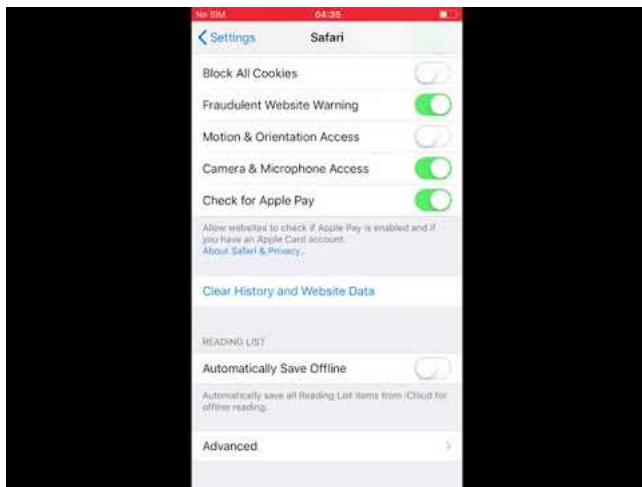 No SIM
04:35
Settings
Safari
Block All Cookies
Fraudulent Website Warning
Motion & Orientation Access
Camera & Microphone Access
Check for Apple Pay
Allow websites to check if Apple Pay is enabled and if
you have an Apple Card account.
About Safari & Privacy...
Clear History and Website Data
READING LIST
Automatically Save Offline
Automatically save all Reading List items from iCloud for
offline reading.
Advanced